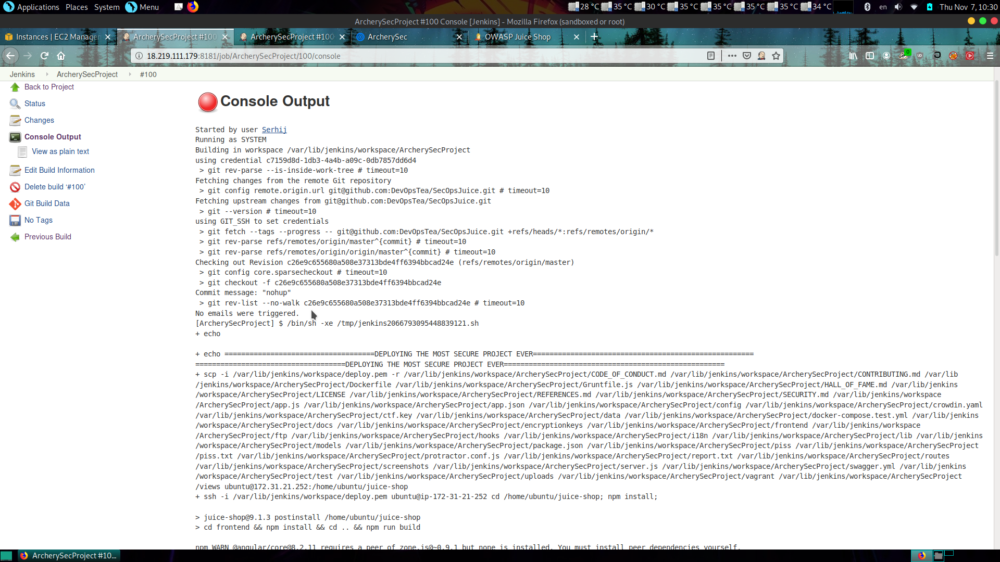 Applications Places System Menu 28 °C 35 °C 30 °C 35 °C 35 °C 35 °C 35 °C 34 °C en Thu Nov 7, 10:30
ArcherySecProject #100 Console [Jenkins] - Mozilla Firefox (sandboxed or root)
Instances | EC2 Manage ArcherySecProject #100 ArcherySecProject #100 ArcherySec OWASP Juice Shop
18.219.111.179:8181/job/ArcherySecProject/100/console 0
Jenkins ArcherySecProject #100
Back to Project
Status
Changes
Console Output
View as plain text
Edit Build Information
Delete build ‘#100’
Git Build Data
No Tags
Previous Build
Console Output
Started by user Serhij
Running as SYSTEM
Building in workspace /var/lib/jenkins/workspace/ArcherySecProject
using credential c7159d8d-1db3-4a4b-a09c-0db7857dd6d4
> git rev-parse --is-inside-work-tree # timeout=10
Fetching changes from the remote Git repository
> git config remote.origin.url git@github.com:DevOpsTea/SecOpsJuice.git # timeout=10
Fetching upstream changes from git@github.com:DevOpsTea/SecOpsJuice.git
> git --version # timeout=10
using GIT_SSH to set credentials
> git fetch --tags --progress -- git@github.com:DevOpsTea/SecOpsJuice.git +refs/heads/*:refs/remotes/origin/*
> git rev-parse refs/remotes/origin/master^{commit} # timeout=10
> git rev-parse refs/remotes/origin/origin/master^{commit} # timeout=10
Checking out Revision c26e9c655680a508e37313bde4ff6394bbcad24e (refs/remotes/origin/master)
> git config core.sparsecheckout # timeout=10
> git checkout -f c26e9c655680a508e37313bde4ff6394bbcad24e
Commit message: "nohup"
> git rev-list --no-walk c26e9c655680a508e37313bde4ff6394bbcad24e # timeout=10
No emails were triggered.
[ArcherySecProject] $ /bin/sh -xe /tmp/jenkins2066793095448839121.sh
+ echo
+ echo ====================================DEPLOYING THE MOST SECURE PROJECT EVER=====================================================
====================================DEPLOYING THE MOST SECURE PROJECT EVER=====================================================
+ scp -i /var/lib/jenkins/workspace/deploy.pem -r /var/lib/jenkins/workspace/ArcherySecProject/CODE_OF_CONDUCT.md /var/lib/jenkins/workspace/ArcherySecProject/CONTRIBUTING.md /var/lib
/jenkins/workspace/ArcherySecProject/Dockerfile /var/lib/jenkins/workspace/ArcherySecProject/Gruntfile.js /var/lib/jenkins/workspace/ArcherySecProject/HALL_OF_FAME.md /var/lib/jenkins
/workspace/ArcherySecProject/LICENSE /var/lib/jenkins/workspace/ArcherySecProject/REFERENCES.md /var/lib/jenkins/workspace/ArcherySecProject/SECURITY.md /var/lib/jenkins/workspace
/ArcherySecProject/app.js /var/lib/jenkins/workspace/ArcherySecProject/app.json /var/lib/jenkins/workspace/ArcherySecProject/config /var/lib/jenkins/workspace/ArcherySecProject/crowdin.yaml
/var/lib/jenkins/workspace/ArcherySecProject/ctf.key /var/lib/jenkins/workspace/ArcherySecProject/data /var/lib/jenkins/workspace/ArcherySecProject/docker-compose.test.yml /var/lib/jenkins
/workspace/ArcherySecProject/docs /var/lib/jenkins/workspace/ArcherySecProject/encryptionkeys /var/lib/jenkins/workspace/ArcherySecProject/frontend /var/lib/jenkins/workspace
/ArcherySecProject/ftp /var/lib/jenkins/workspace/ArcherySecProject/hooks /var/lib/jenkins/workspace/ArcherySecProject/i18n /var/lib/jenkins/workspace/ArcherySecProject/lib /var/lib/jenkins
/workspace/ArcherySecProject/models /var/lib/jenkins/workspace/ArcherySecProject/package.json /var/lib/jenkins/workspace/ArcherySecProject/piss /var/lib/jenkins/workspace/ArcherySecProject
/piss.txt /var/lib/jenkins/workspace/ArcherySecProject/protractor.conf.js /var/lib/jenkins/workspace/ArcherySecProject/report.txt /var/lib/jenkins/workspace/ArcherySecProject/routes
/var/lib/jenkins/workspace/ArcherySecProject/screenshots /var/lib/jenkins/workspace/ArcherySecProject/server.js /var/lib/jenkins/workspace/ArcherySecProject/swagger.yml /var/lib/jenkins
/workspace/ArcherySecProject/test /var/lib/jenkins/workspace/ArcherySecProject/uploads /var/lib/jenkins/workspace/ArcherySecProject/vagrant /var/lib/jenkins/workspace/ArcherySecProject
/views ubuntu@172.31.21.252:/home/ubuntu/juice-shop
+ ssh -i /var/lib/jenkins/workspace/deploy.pem ubuntu@ip-172-31-21-252 cd /home/ubuntu/juice-shop; npm install;
> juice-shop@9.1.3 postinstall /home/ubuntu/juice-shop
> cd frontend && npm install && cd .. && npm run build
npm WARN @angular/core@8.2.11 requires a peer of zone.js@~0.9.1 but none is installed. You must install peer dependencies yourself.
ArcherySecProject #10...